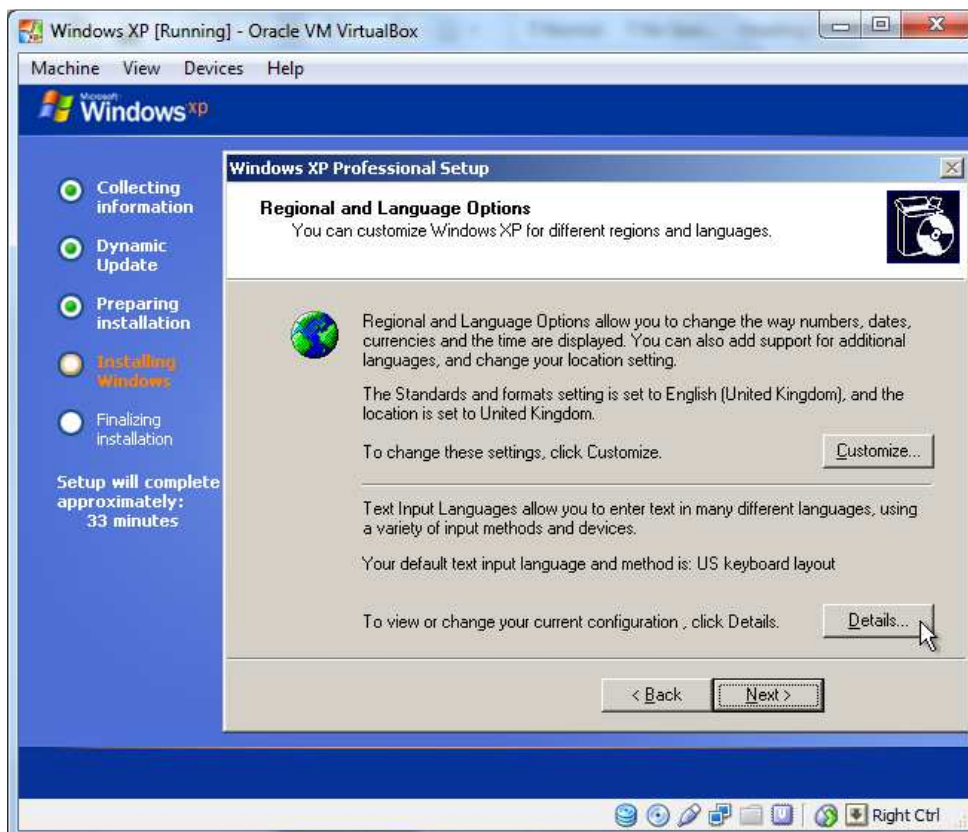 Windows XP [Running] - Oracle VM VirtualBox
Machine View Devices Help
Microsoft
Windows xp
Collecting
information
Dynamic
Update
Preparing
installation
Installing
Windows
Finalizing
installation
Setup will complete
approximately:
33 minutes
Windows XP Professional Setup
Regional and Language Options
You can customize Windows XP for different regions and languages.
Regional and Language Options allow you to change the way numbers, dates,
currencies and the time are displayed. You can also add support for additional
languages, and change your location setting.
The Standards and formats setting is set to English (United Kingdom), and the
location is set to United Kingdom.
To change these settings, click Customize.
Customize...
Text Input Languages allow you to enter text in many different languages, using
a variety of input methods and devices.
Your default text input language and method is: US keyboard layout
To view or change your current configuration , click Details.
Details...
< Back
Next >
Right Ctrl